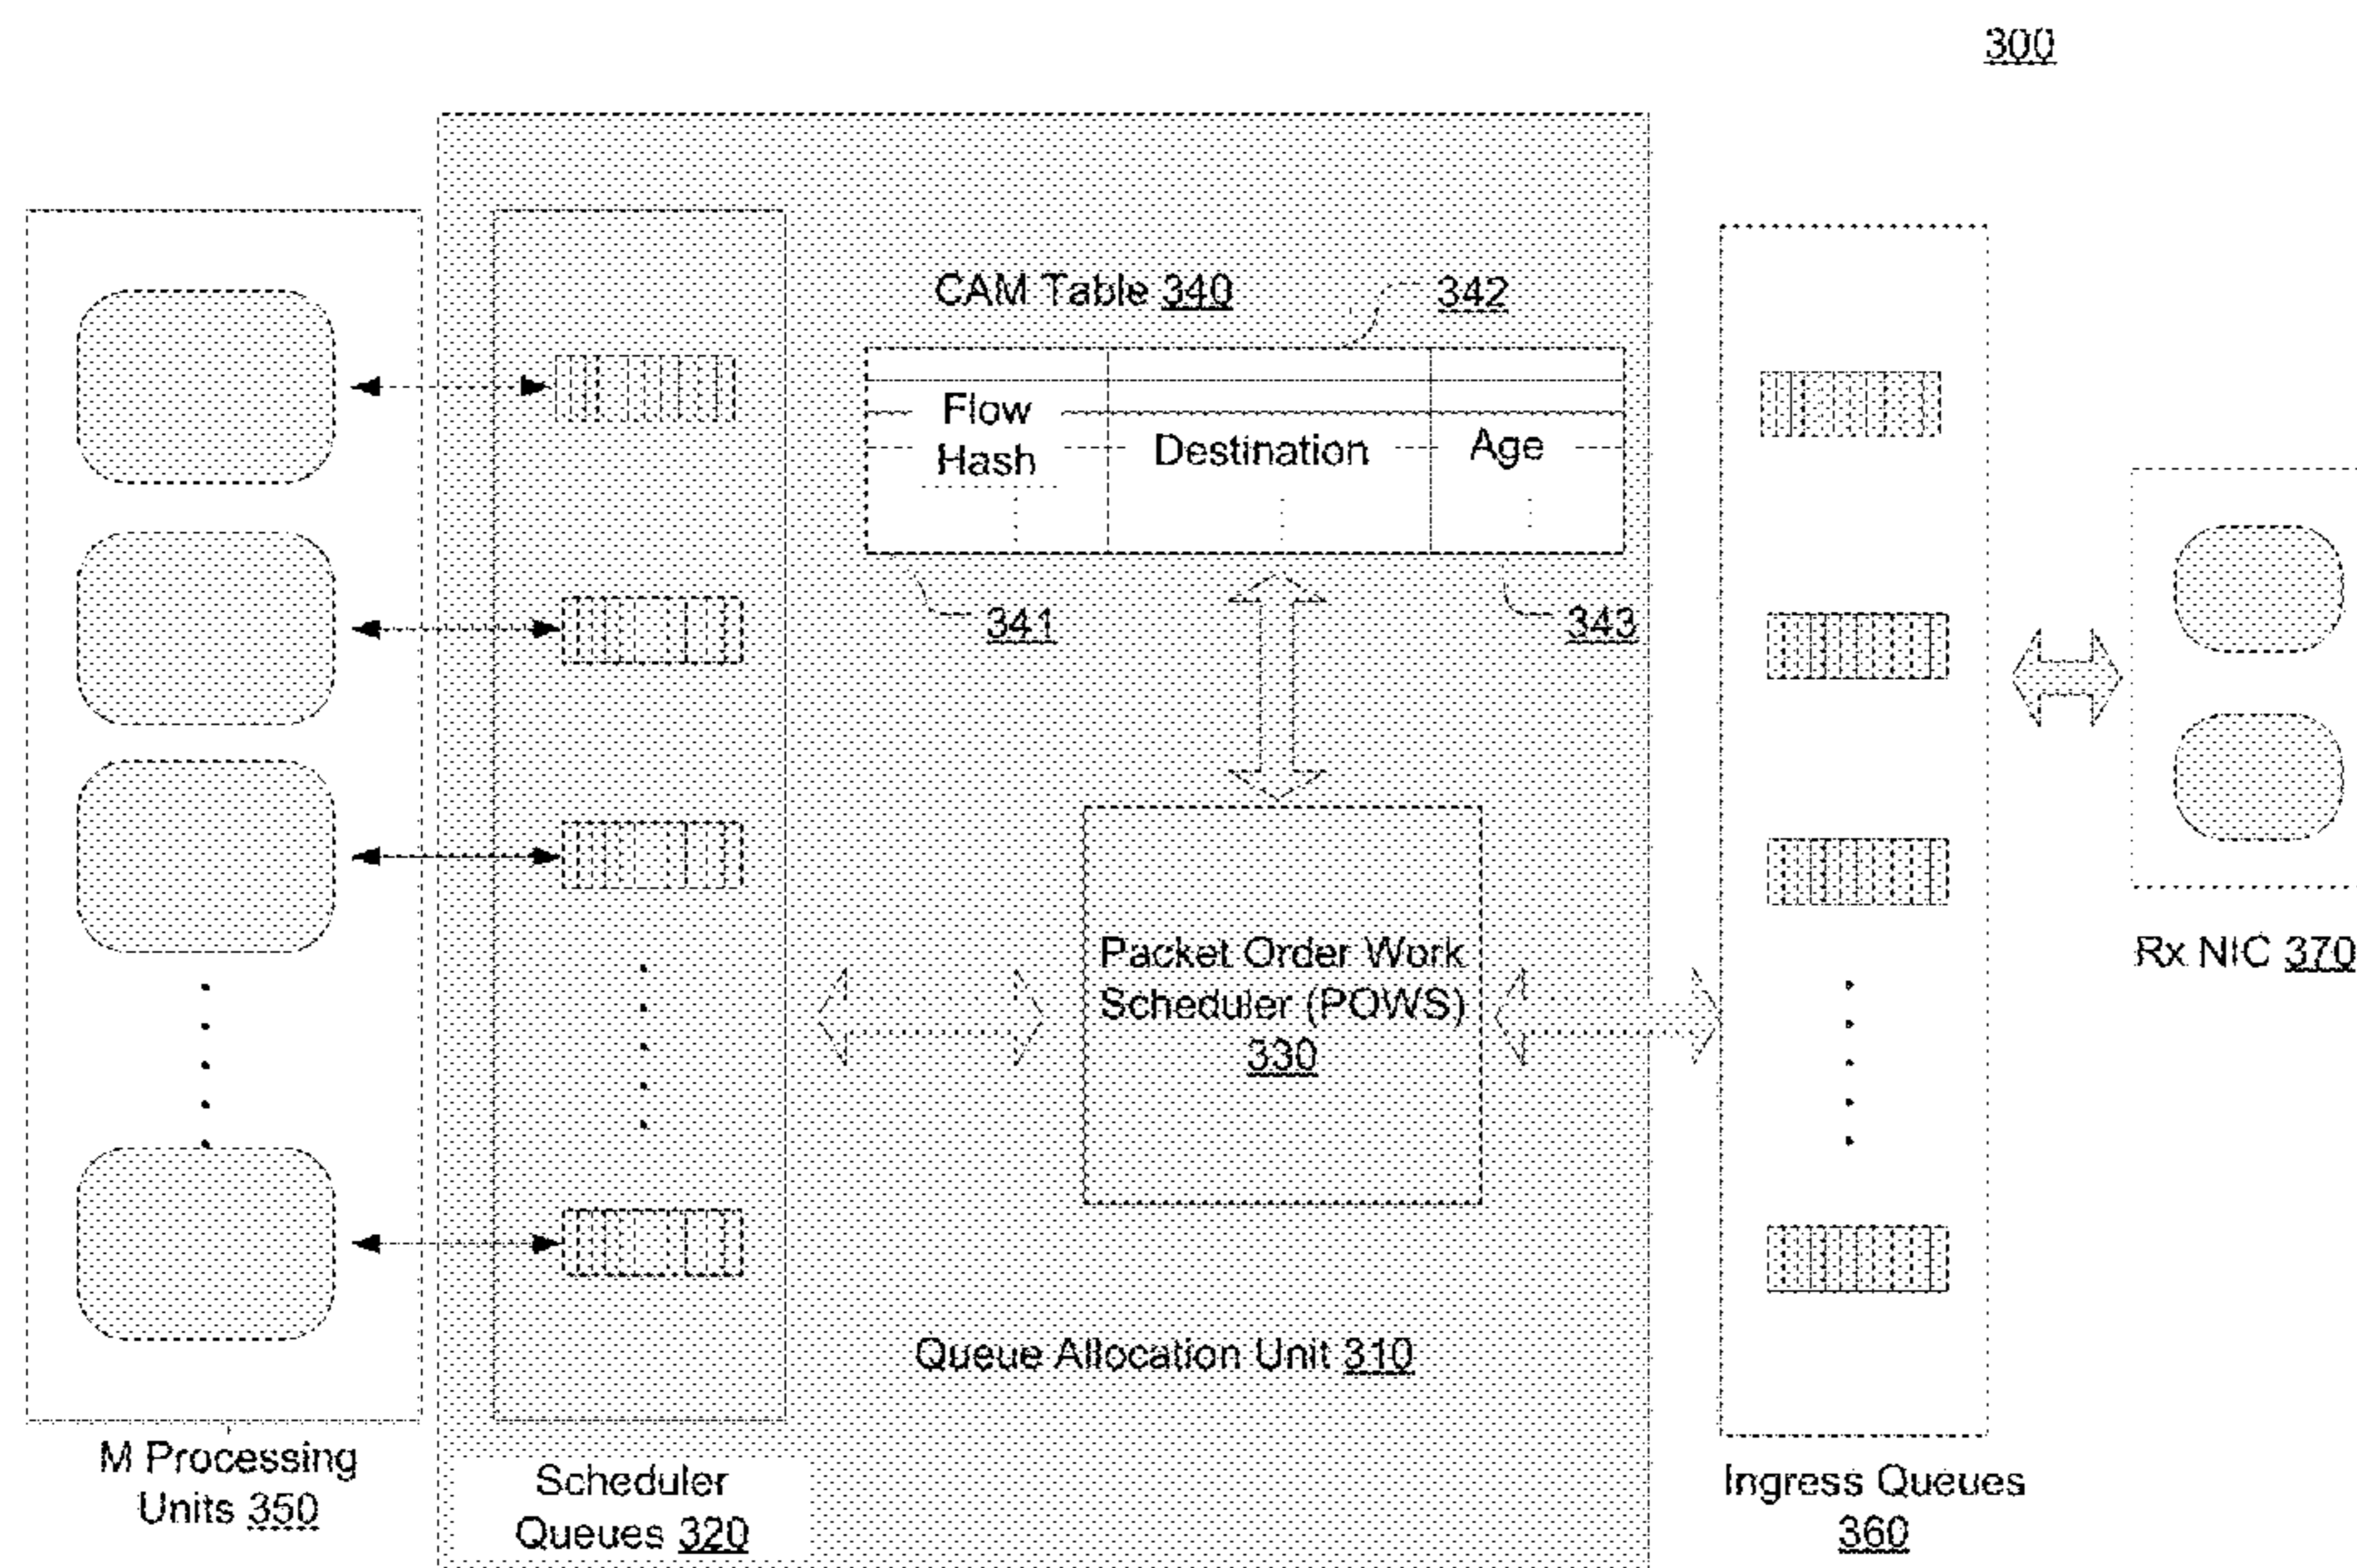 300
CAM Table 340
342
Flow
Hash
Destination
Age
341
343
Packet Order Work
Scheduler (POWS)
330
Rx NIC 370
Queue Allocation Unit 310
M Processing
Units 350
Scheduler
Queues 320
Ingress Queues
360